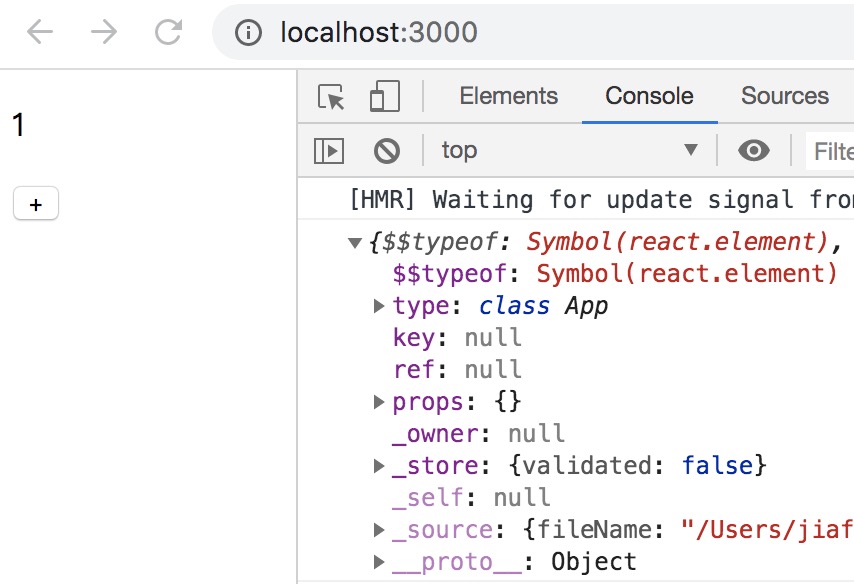 localhost:3000
Elements Console Sources
top Filte
1
+
[HMR] Waiting for update signal from
{$$typeof: Symbol(react.element),
$$typeof: Symbol(react.element)
type: class App
key: null
ref: null
props: {}
_owner: null
_store: {validated: false}
_self: null
_source: {fileName: "/Users/jiaf
__proto__: Object